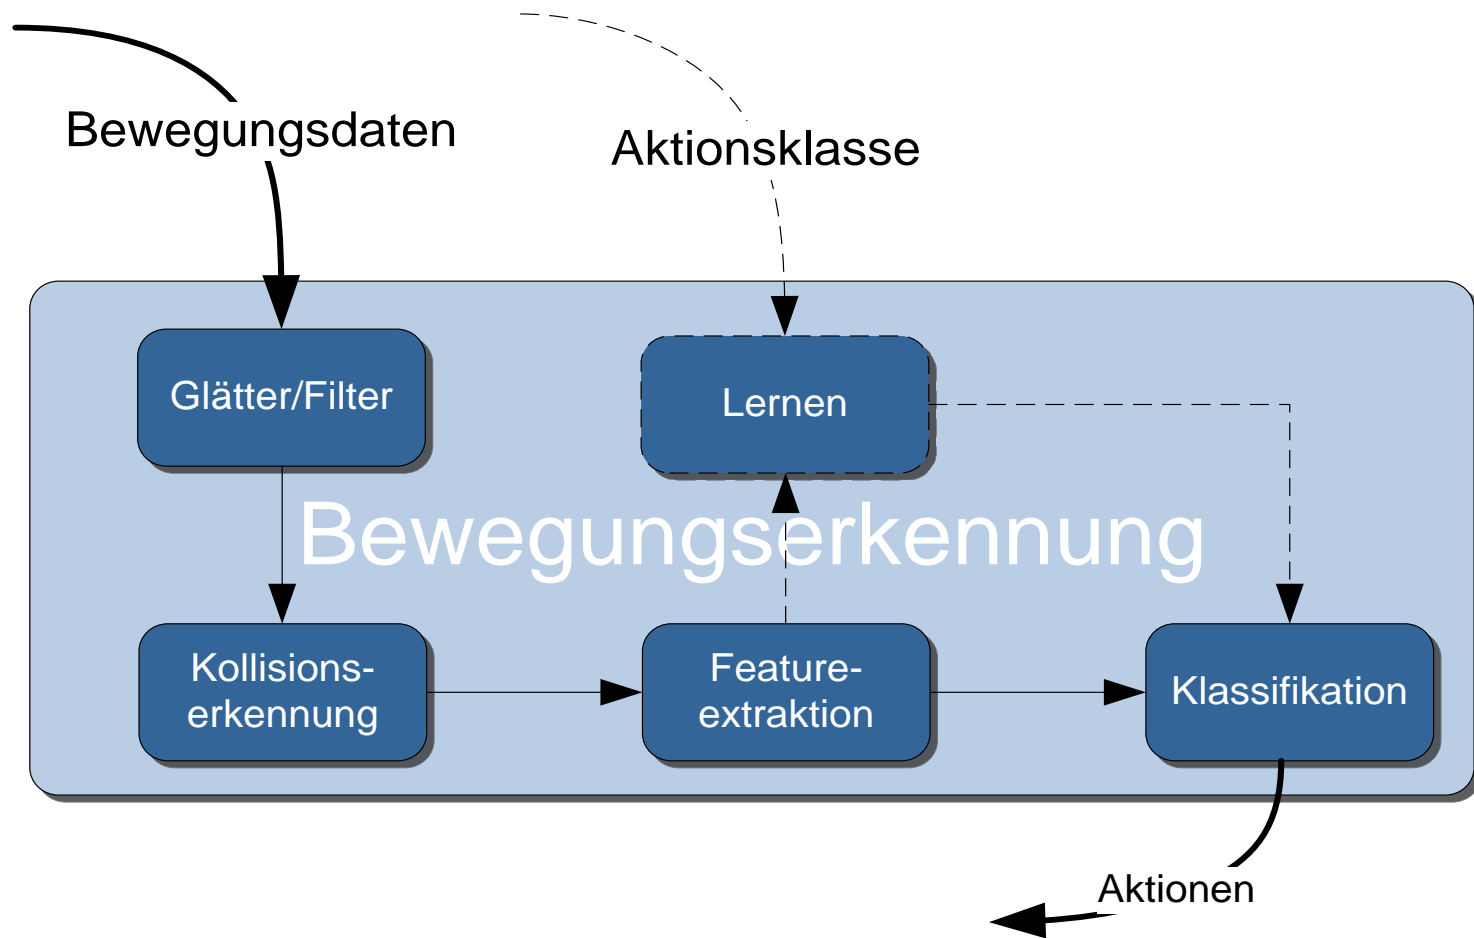 Bewegungsdaten
Aktionsklasse
Glätter/Filter
Lernen
Bewegungserkennung
Kollisions-
erkennung
Feature-
extraktion
Klassifikation
Aktionen